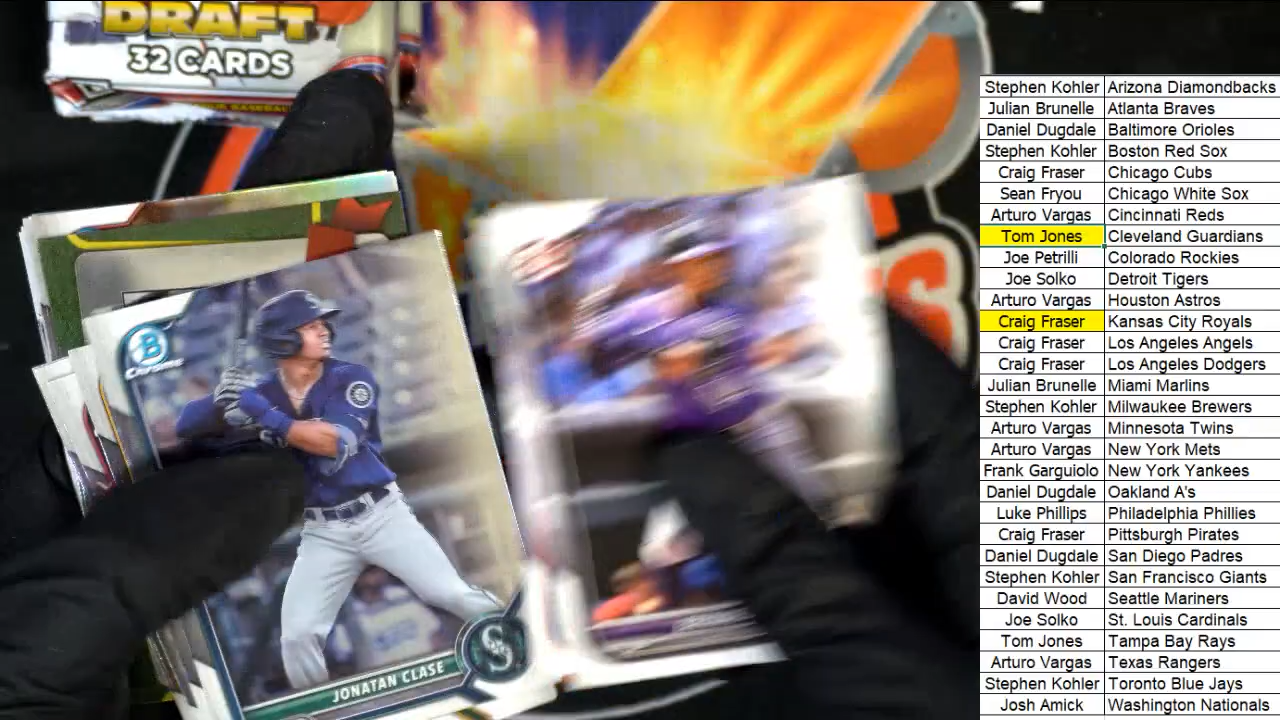 DRAFT
32 CARDS
B
CHROME
JONATAN CLASE
S
Stephen Kohler Arizona Diamondbacks
Julian Brunelle Atlanta Braves
Daniel Dugdale Baltimore Orioles
Stephen Kohler Boston Red Sox
Craig Fraser Chicago Cubs
Sean Fryou Chicago White Sox
Arturo Vargas Cincinnati Reds
Tom Jones Cleveland Guardians
Joe Petrilli Colorado Rockies
Joe Solko Detroit Tigers
Arturo Vargas Houston Astros
Craig Fraser Kansas City Royals
Craig Fraser Los Angeles Angels
Craig Fraser Los Angeles Dodgers
Julian Brunelle Miami Marlins
Stephen Kohler Milwaukee Brewers
Arturo Vargas Minnesota Twins
Arturo Vargas New York Mets
Frank Garguiolo New York Yankees
Daniel Dugdale Oakland A's
Luke Phillips Philadelphia Phillies
Craig Fraser Pittsburgh Pirates
Daniel Dugdale San Diego Padres
Stephen Kohler San Francisco Giants
David Wood Seattle Mariners
Joe Solko St. Louis Cardinals
Tom Jones Tampa Bay Rays
Arturo Vargas Texas Rangers
Stephen Kohler Toronto Blue Jays
Josh Amick Washington Nationals